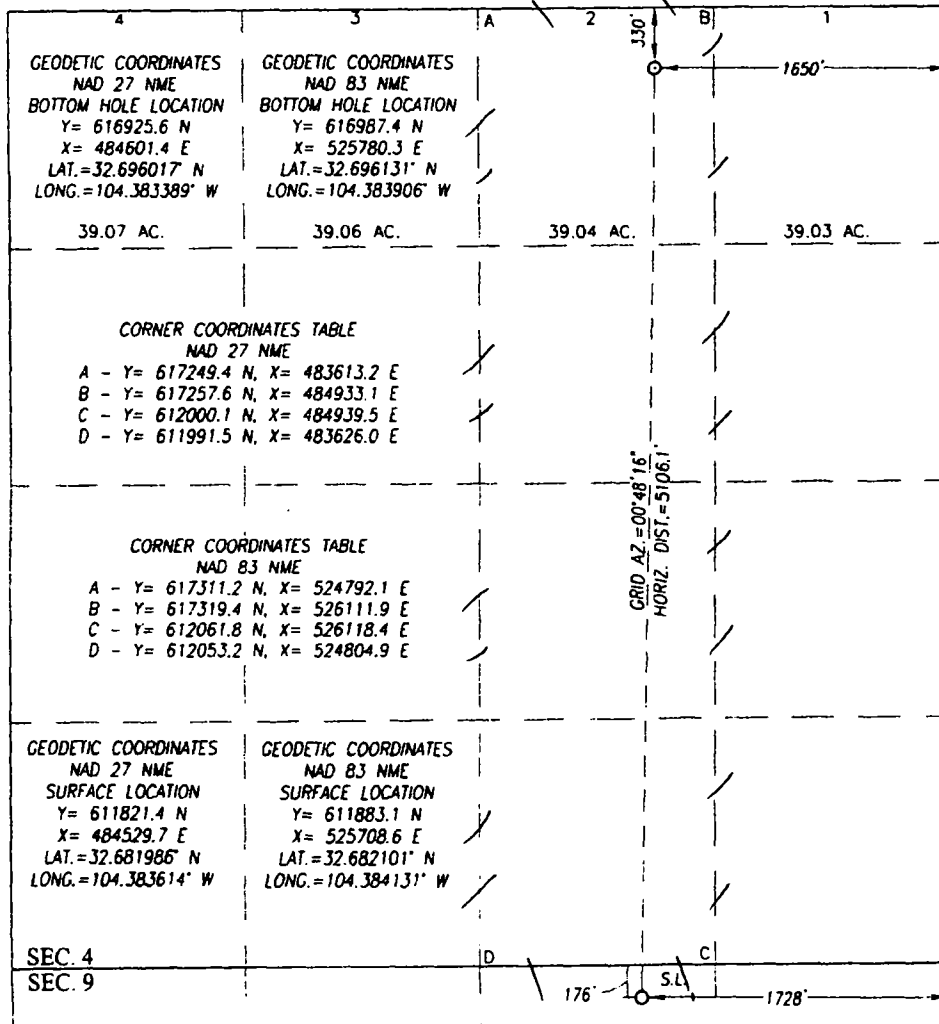 4 3 A 2 B 1
330'
1650'
GEODETIC COORDINATES
NAD 27 NME
BOTTOM HOLE LOCATION
Y= 616925.6 N
X= 484601.4 E
LAT.=32.696017° N
LONG.=104.383389° W
GEODETIC COORDINATES
NAD 83 NME
BOTTOM HOLE LOCATION
Y= 616987.4 N
X= 525780.3 E
LAT.=32.696131° N
LONG.=104.383906° W
39.07 AC. 39.06 AC. 39.04 AC. 39.03 AC.
CORNER COORDINATES TABLE
NAD 27 NME
A - Y= 617249.4 N, X= 483613.2 E
B - Y= 617257.6 N, X= 484933.1 E
C - Y= 612000.1 N, X= 484939.5 E
D - Y= 611991.5 N, X= 483626.0 E
GRID AZ.=00°48'16"
HORIZ. DIST.=5106.1'
CORNER COORDINATES TABLE
NAD 83 NME
A - Y= 617311.2 N, X= 524792.1 E
B - Y= 617319.4 N, X= 526111.9 E
C - Y= 612061.8 N, X= 526118.4 E
D - Y= 612053.2 N, X= 524804.9 E
GEODETIC COORDINATES
NAD 27 NME
SURFACE LOCATION
Y= 611821.4 N
X= 484529.7 E
LAT.=32.681986° N
LONG.=104.383614° W
GEODETIC COORDINATES
NAD 83 NME
SURFACE LOCATION
Y= 611883.1 N
X= 525708.6 E
LAT.=32.682101° N
LONG.=104.384131° W
SEC. 4 D C
SEC. 9
176'
S.L.
1728'